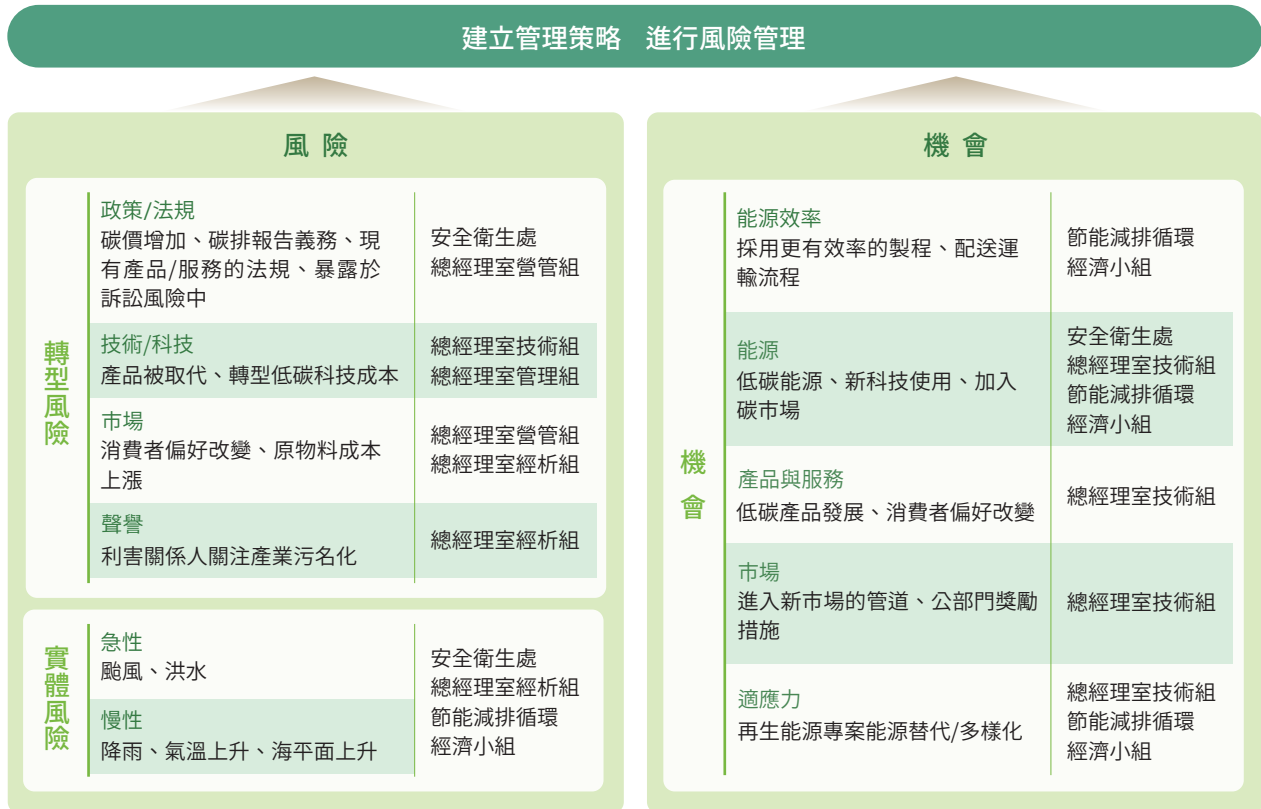 建立管理策略 進行風險管理
風險
轉型風險
政策/法規
碳價增加、碳排報告義務、現
有產品/服務的法規、暴露於
訴訟風險中
安全衛生處
總經理室營管組
技術/科技
產品被取代、轉型低碳科技成本
總經理室技術組
總經理室管理組
市場
消費者偏好改變、原物料成本
上漲
總經理室營管組
總經理室經析組
聲譽
利害關係人關注產業污名化
總經理室經析組
實體風險
急性
颱風、洪水
慢性
降雨、氣溫上升、海平面上升
安全衛生處
總經理室經析組
節能減排循環
經濟小組
機會
機會
能源效率
採用更有效率的製程、配送運
輸流程
節能減排循環
經濟小組
能源
低碳能源、新科技使用、加入
碳市場
安全衛生處
總經理室技術組
節能減排循環
經濟小組
產品與服務
低碳產品發展、消費者偏好改變
總經理室技術組
市場
進入新市場的管道、公部門獎勵
措施
總經理室技術組
適應力
再生能源專案能源替代/多樣化
總經理室技術組
節能減排循環
經濟小組